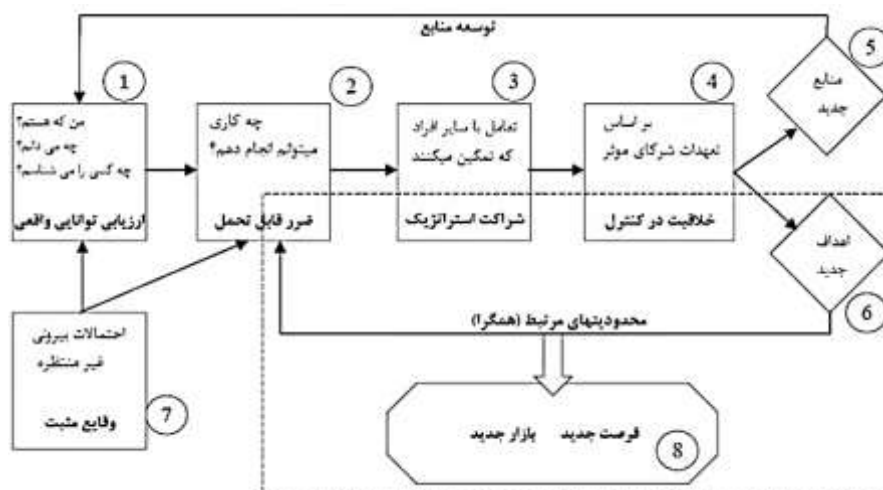 توسعه منابع
1
من که هستم؟
چه می دانم؟
چه کسی را می شناسم؟
ارزیابی توانایی واقعی
2
چه کاری
میتوانم انجام دهم؟
ضرر قابل تحمل
3
تعامل با سایر افراد
که تمکین میکنند
شراکت استراتژیک
4
بر اساس
تعهدات شرکای موثر
خلاقیت در کنترل
5
منابع
جدید
اهداف
جدید
6
محدودیتهای مرتبط (همگرا)
احتمالات بیرونی
غیر منتظره
وقایع مثبت
7
فرصت جدید بازار جدید
8